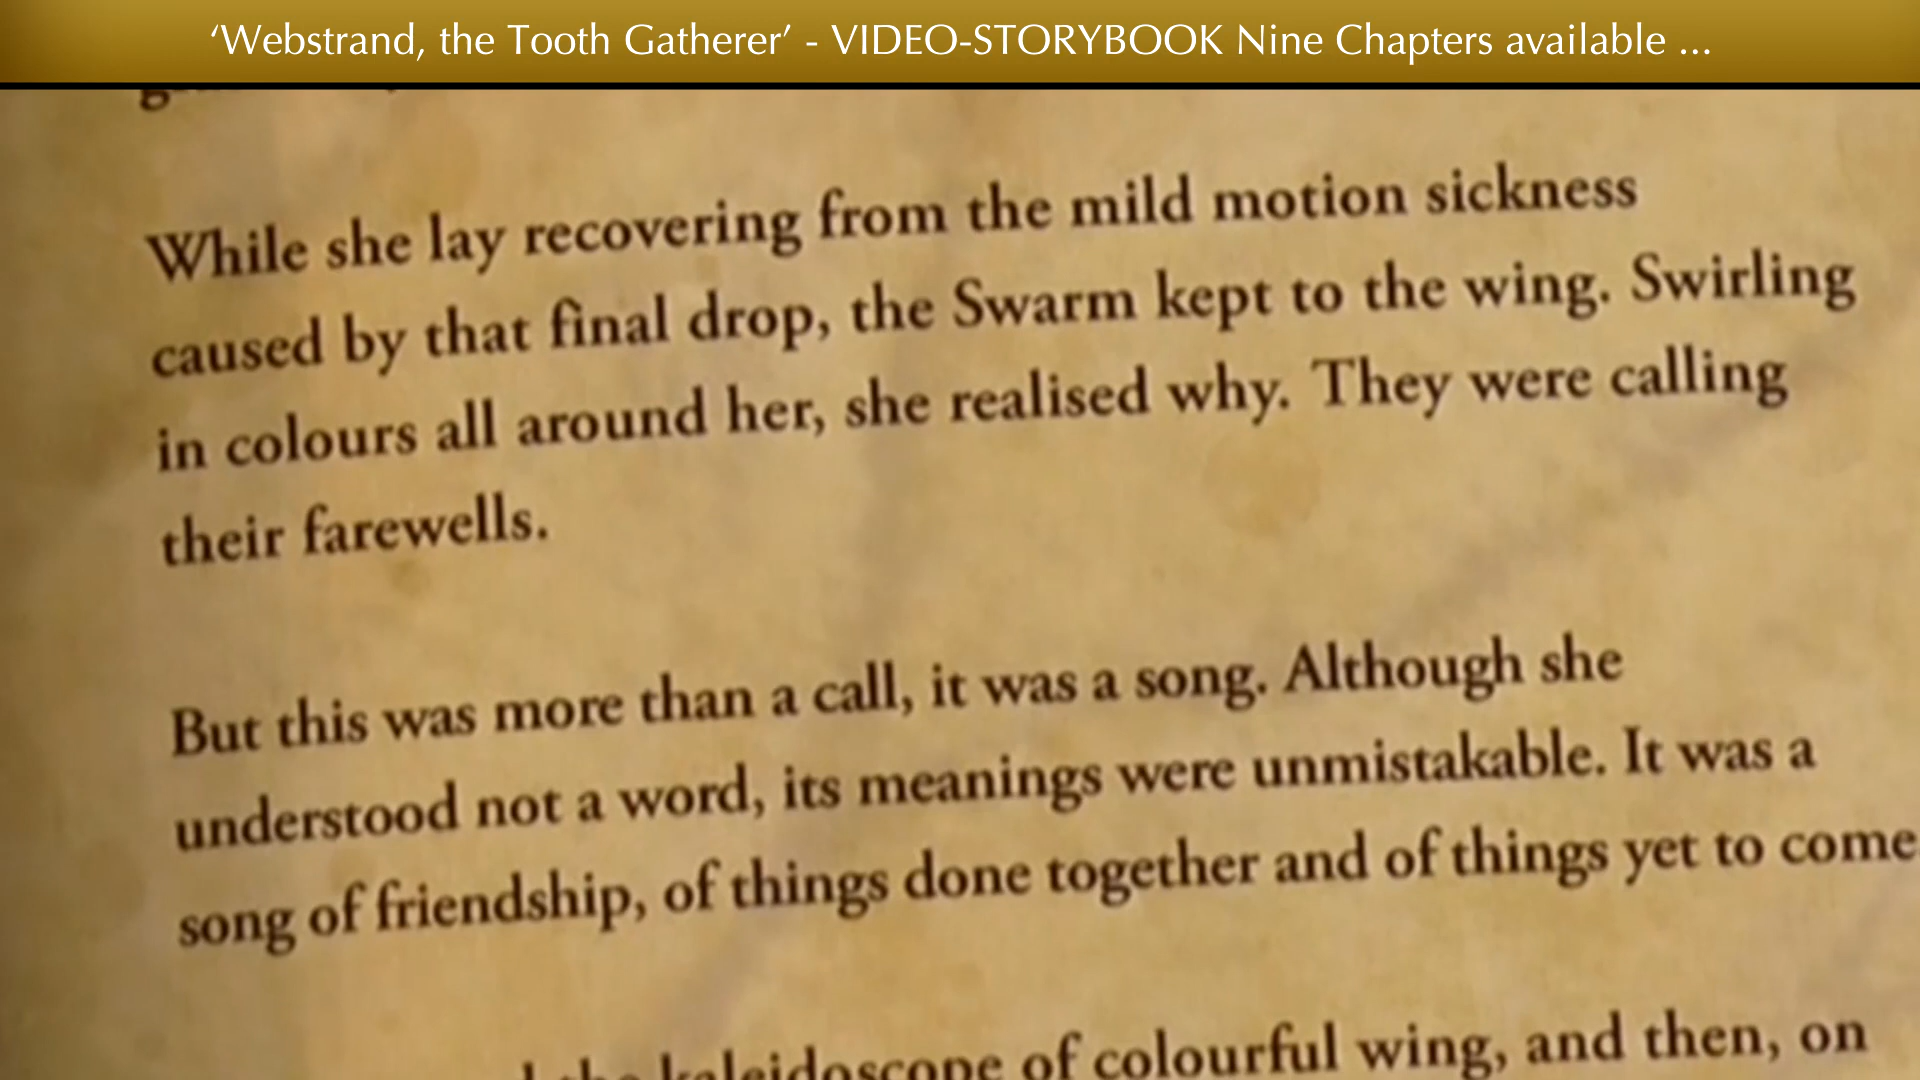 ‘Webstrand, the Tooth Gatherer’ - VIDEO-STORYBOOK Nine Chapters available ...
While she lay recovering from the mild motion sickness
caused by that final drop, the Swarm kept to the wing. Swirling
in colours all around her, she realised why. They were calling
their farewells.
But this was more than a call, it was a song. Although she
understood not a word, its meanings were unmistakable. It was a
song of friendship, of things done together and of things yet to come
the kaleidoscope of colourful wing, and then, on